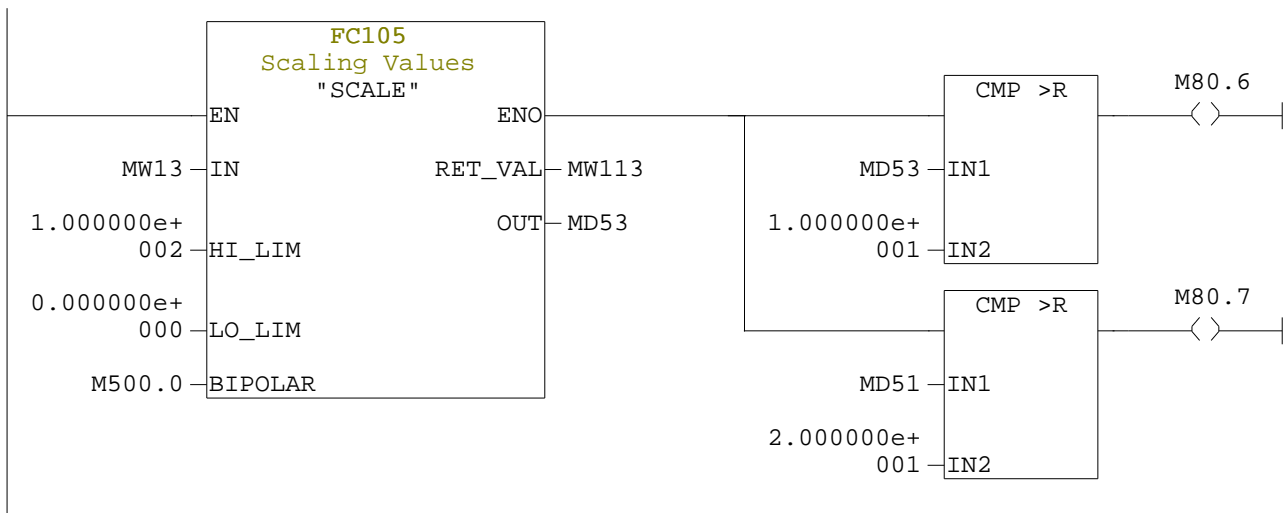 FC105
Scaling Values
"SCALE"
EN
ENO
MW13
IN
RET_VAL
MW113
1.000000e+
002
HI_LIM
OUT
MD53
0.000000e+
000
LO_LIM
M500.0
BIPOLAR
CMP >R
M80.6
MD53
IN1
1.000000e+
001
IN2
CMP >R
M80.7
MD51
IN1
2.000000e+
001
IN2